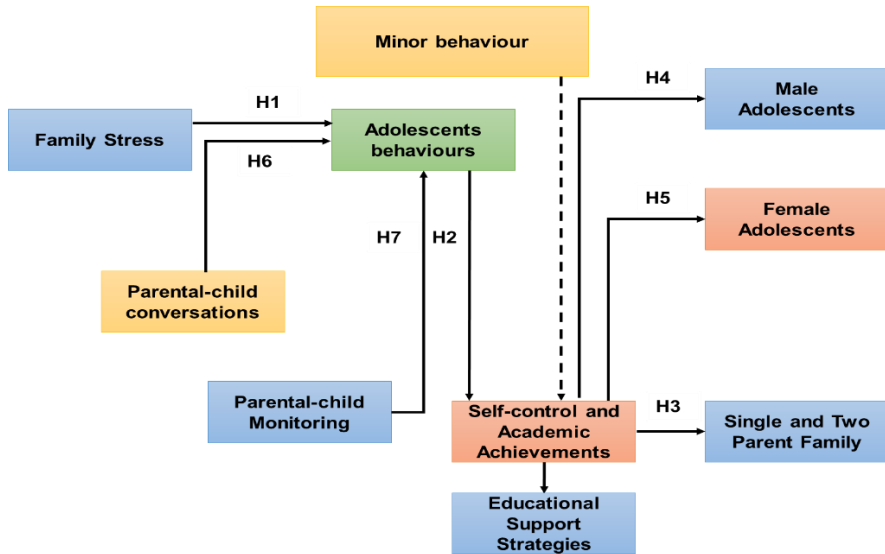 Minor behaviour
H1
H4
Male
Adolescents
Family Stress
Adolescents
behaviours
H6
H5
Female
Adolescents
H7
H2
Parental-child
conversations
Parental-child
Monitoring
Self-control and
Academic
Achievements
H3
Single and Two
Parent Family
Educational
Support
Strategies